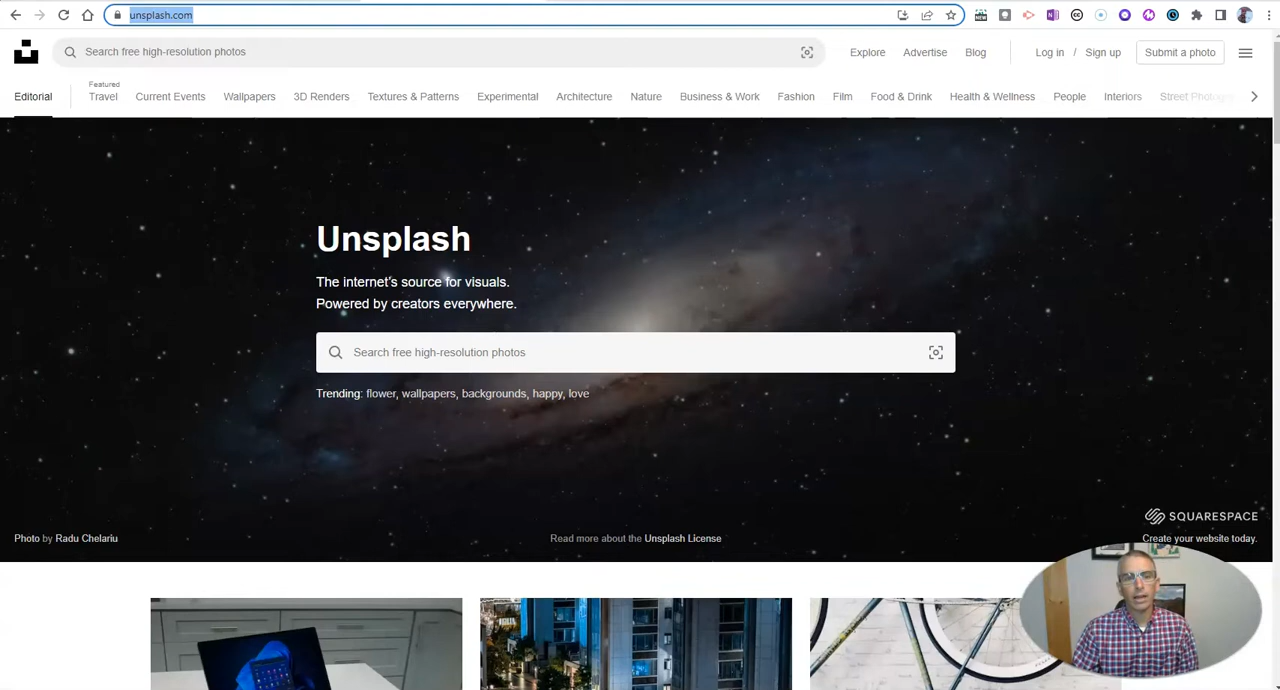 unsplash.com
Search free high-resolution photos
Explore
Advertise
Blog
Log in / Sign up
Submit a photo
Editorial
Featured
Travel
Current Events
Wallpapers
3D Renders
Textures & Patterns
Experimental
Architecture
Nature
Business & Work
Fashion
Film
Food & Drink
Health & Wellness
People
Interiors
Street Photog
Unsplash
The internet's source for visuals.
Powered by creators everywhere.
Search free high-resolution photos
Trending: flower, wallpapers, backgrounds, happy, love
SQUARESPACE
Photo by Radu Chelariu
Read more about the Unsplash License
Create your website today.